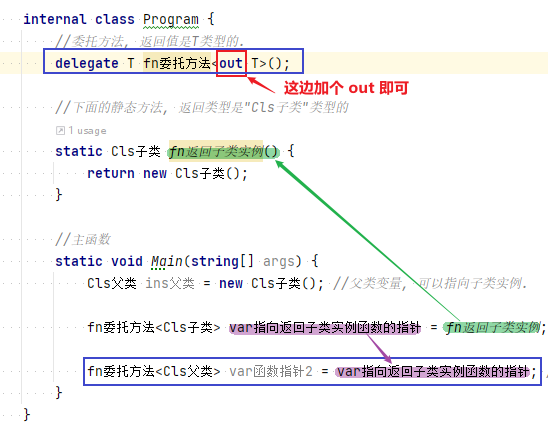 internal class Program {
//委托方法, 返回值是T类型的.
delegate T fn委托方法<out T>();
这边加个 out 即可
//下面的静态方法, 返回类型是"Cls子类"类型的
1 usage
static Cls子类 fn返回子类实例() {
return new Cls子类();
}
//主函数
static void Main(string[] args) {
Cls父类 ins父类 = new Cls子类(); //父类变量, 可以指向子类实例.
fn委托方法<Cls子类> var指向返回子类实例函数的指针 = fn返回子类实例;
fn委托方法<Cls父类> var函数指针2 = var指向返回子类实例函数的指针; /
}
}